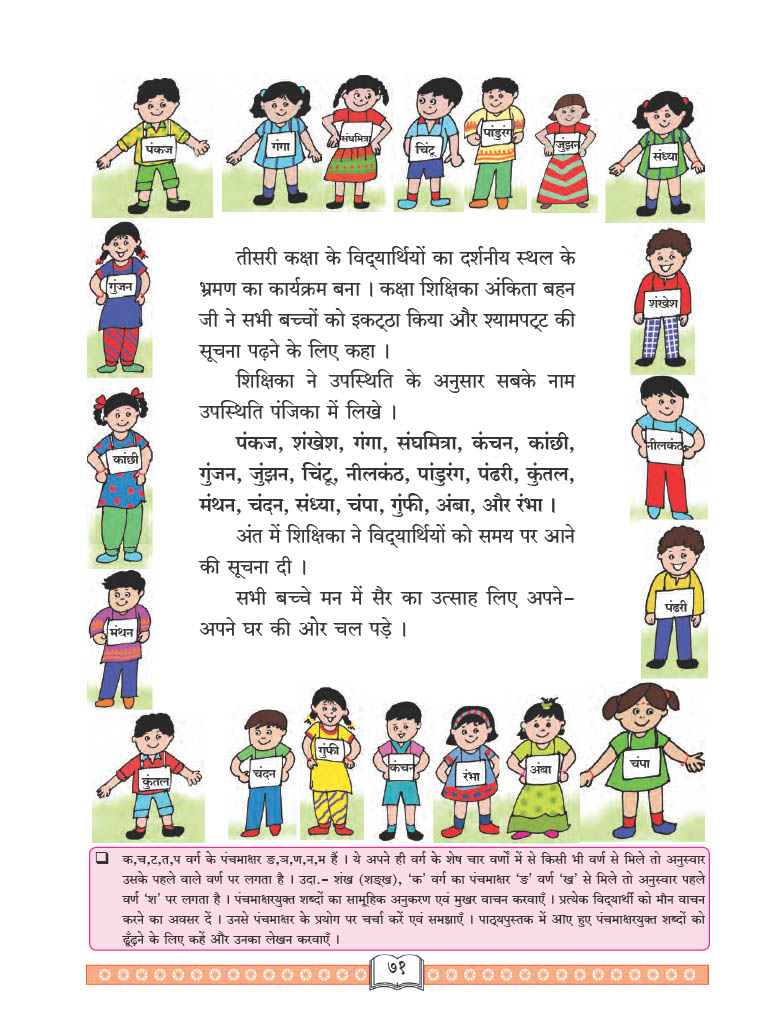 पंकज
गंगा
संघमित्रा
चिंटू
पांडुरंग
जुंझन
संध्या
गुंजन
शंखेश
कांछी
नीलकंठ
मंथन
पंढरी
तीसरी कक्षा के विद्‌यार्थियों का दर्शनीय स्थल के
भ्रमण का कार्यक्रम बना । कक्षा शिक्षिका अंकिता बहन
जी ने सभी बच्चों को इकट्‌ठा किया और श्यामपट्‌ट की
सूचना पढ़ने के लिए कहा ।
शिक्षिका ने उपस्थिति के अनुसार सबके नाम
उपस्थिति पंजिका में लिखे ।
पंकज, शंखेश, गंगा, संघमित्रा, कंचन, कांछी,
गुंजन, जुंझन, चिंटू, नीलकंठ, पांडुरंग, पंढरी, कुंतल,
मंथन, चंदन, संध्या, चंपा, गुंफी, अंबा, और रंभा ।
अंत में शिक्षिका ने विद्‌यार्थियों को समय पर आने
की सूचना दी ।
सभी बच्चे मन में सैर का उत्साह लिए अपने-
अपने घर की ओर चल पड़े ।
कुंतल
चंदन
गुंफी
कंचन
रंभा
अंबा
चंपा
क,च,ट,त,प वर्ग के पंचमाक्षर ङ,ञ,ण,न,म हैं । ये अपने ही वर्ग के शेष चार वर्णों में से किसी भी वर्ण से मिले तो अनुस्वार
उसके पहले वाले वर्ण पर लगता है । उदा.- शंख (शङ्ख), ‘क’ वर्ग का पंचमाक्षर ‘ङ’ वर्ण ‘ख’ से मिले तो अनुस्वार पहले
वर्ण ‘श’ पर लगता है । पंचमाक्षरयुक्त शब्दों का सामूहिक अनुकरण एवं मुखर वाचन करवाएँ । प्रत्येक विद्‌यार्थी को मौन वाचन
करने का अवसर दें । उनसे पंचमाक्षर के प्रयोग पर चर्चा करें एवं समझाएँ । पाठ्‌यपुस्तक में आए हुए पंचमाक्षरयुक्त शब्दों को
ढूँढ़ने के लिए कहें और उनका लेखन करवाएँ ।
७१